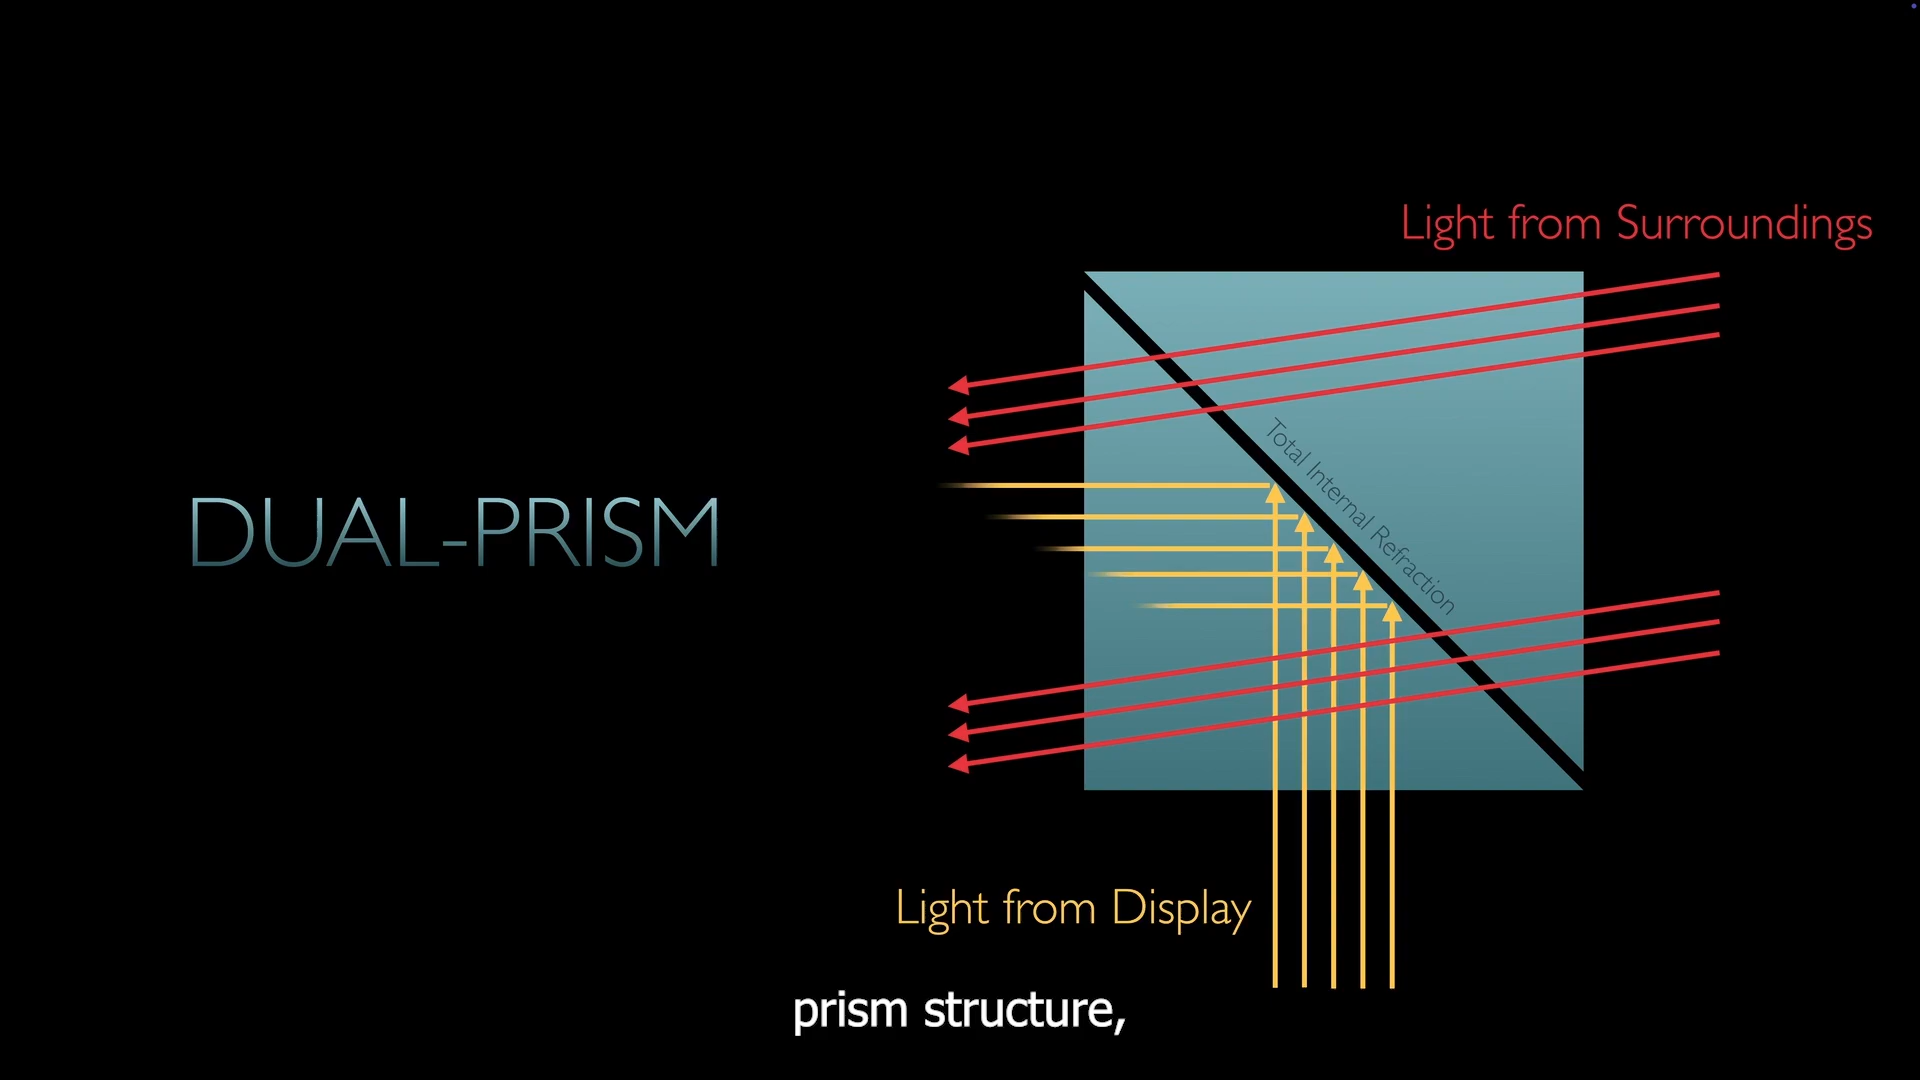 Light from Surroundings
Total Internal Refraction
DUAL-PRISM
Light from Display
prism structure,